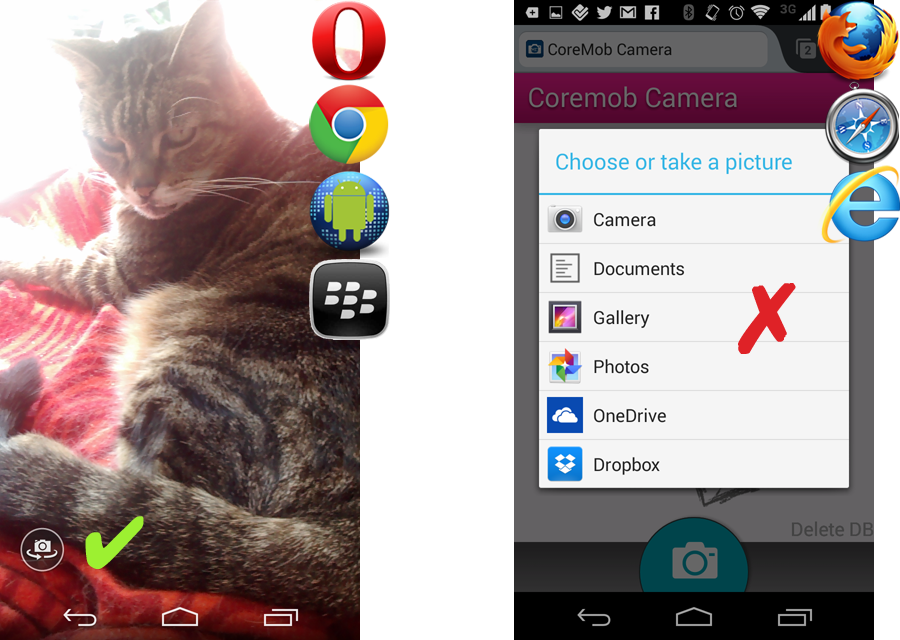 3G
CoreMob Camera
2
Coremob Camera
Choose or take a picture
Camera
Documents
Gallery
Photos
OneDrive
Dropbox
Delete DB